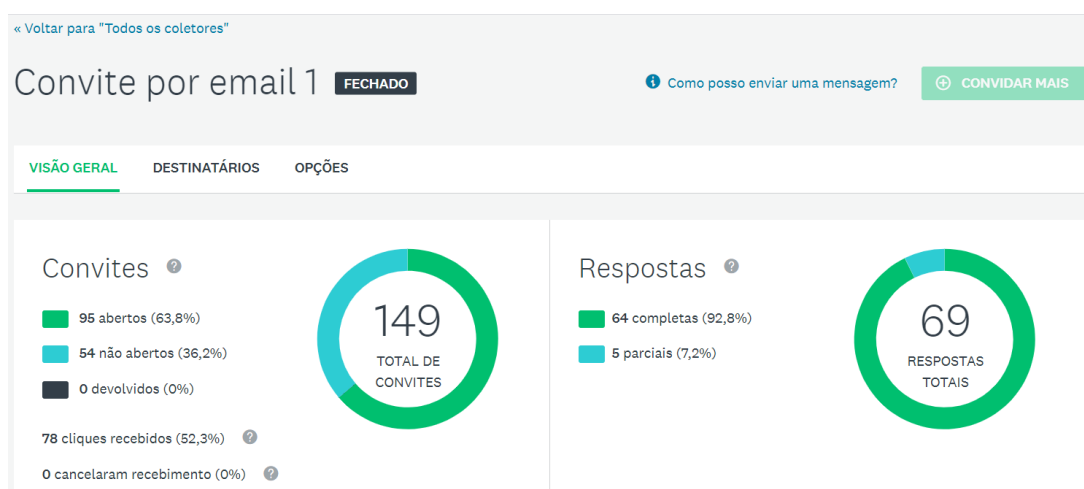 « Voltar para "Todos os coletores"
Convite por email 1 FECHADO
Como posso enviar uma mensagem?
CONVIDAR MAIS
VISÃO GERAL DESTINATÁRIOS OPÇÕES
Convites
95 abertos (63,8%)
54 não abertos (36,2%)
0 devolvidos (0%)
78 cliques recebidos (52,3%)
0 cancelaram recebimento (0%)
149
TOTAL DE
CONVITES
Respostas
64 completas (92,8%)
5 parciais (7,2%)
69
RESPOSTAS
TOTAIS